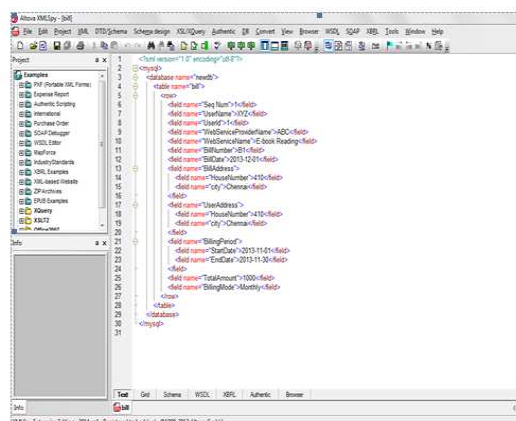 Altova XMLSpy - [bill]
File Edit Project XML DTD/Schema Schema design XSL/XQuery Authentic DB Convert View Browser WSDL SOAP XBRL Tools Window Help
Project
Examples
PXF (Portable XML Forms)
Expense Report
Authentic Scripting
International
Purchase Order
SOAP Debugger
WSDL Editor
MapForce
IndustryStandards
XBRL Examples
XML-based Website
ZIP Archives
EPUB Examples
XQuery
XSLT2
Office2007
Info
Info
1 <?xml version="1.0" encoding="utf-8"?>
2 <mysql>
3 <database name="newdb">
4 <table name="bill">
5 <row>
6 <field name="Seq Num">1</field>
7 <field name="UserName">XYZ</field>
8 <field name="UserId">1</field>
9 <field name="WebServiceProviderName">ABC</field>
10 <field name="WebServiceName">E-book Reading</field>
11 <field name="BillNumber">B1</field>
12 <field name="BillDate">2013-12-01</field>
13 <field name="BillAddress">
14 <field name="HouseNumber">410</field>
15 <field name="city">Chennai</field>
16 </field>
17 <field name="UserAddress">
18 <field name="HouseNumber">410</field>
19 <field name="city">Chennai</field>
20 </field>
21 <field name="BillingPeriod">
22 <field name="StartDate">2013-11-01</field>
23 <field name="EndDate">2013-11-30</field>
24 </field>
25 <field name="TotalAmount">1000</field>
26 <field name="BillingMode">Monthly</field>
27 </row>
28 </table>
29 </database>
30 </mysql>
31
Text Grid Schema WSDL XBRL Authentic Browser
bill